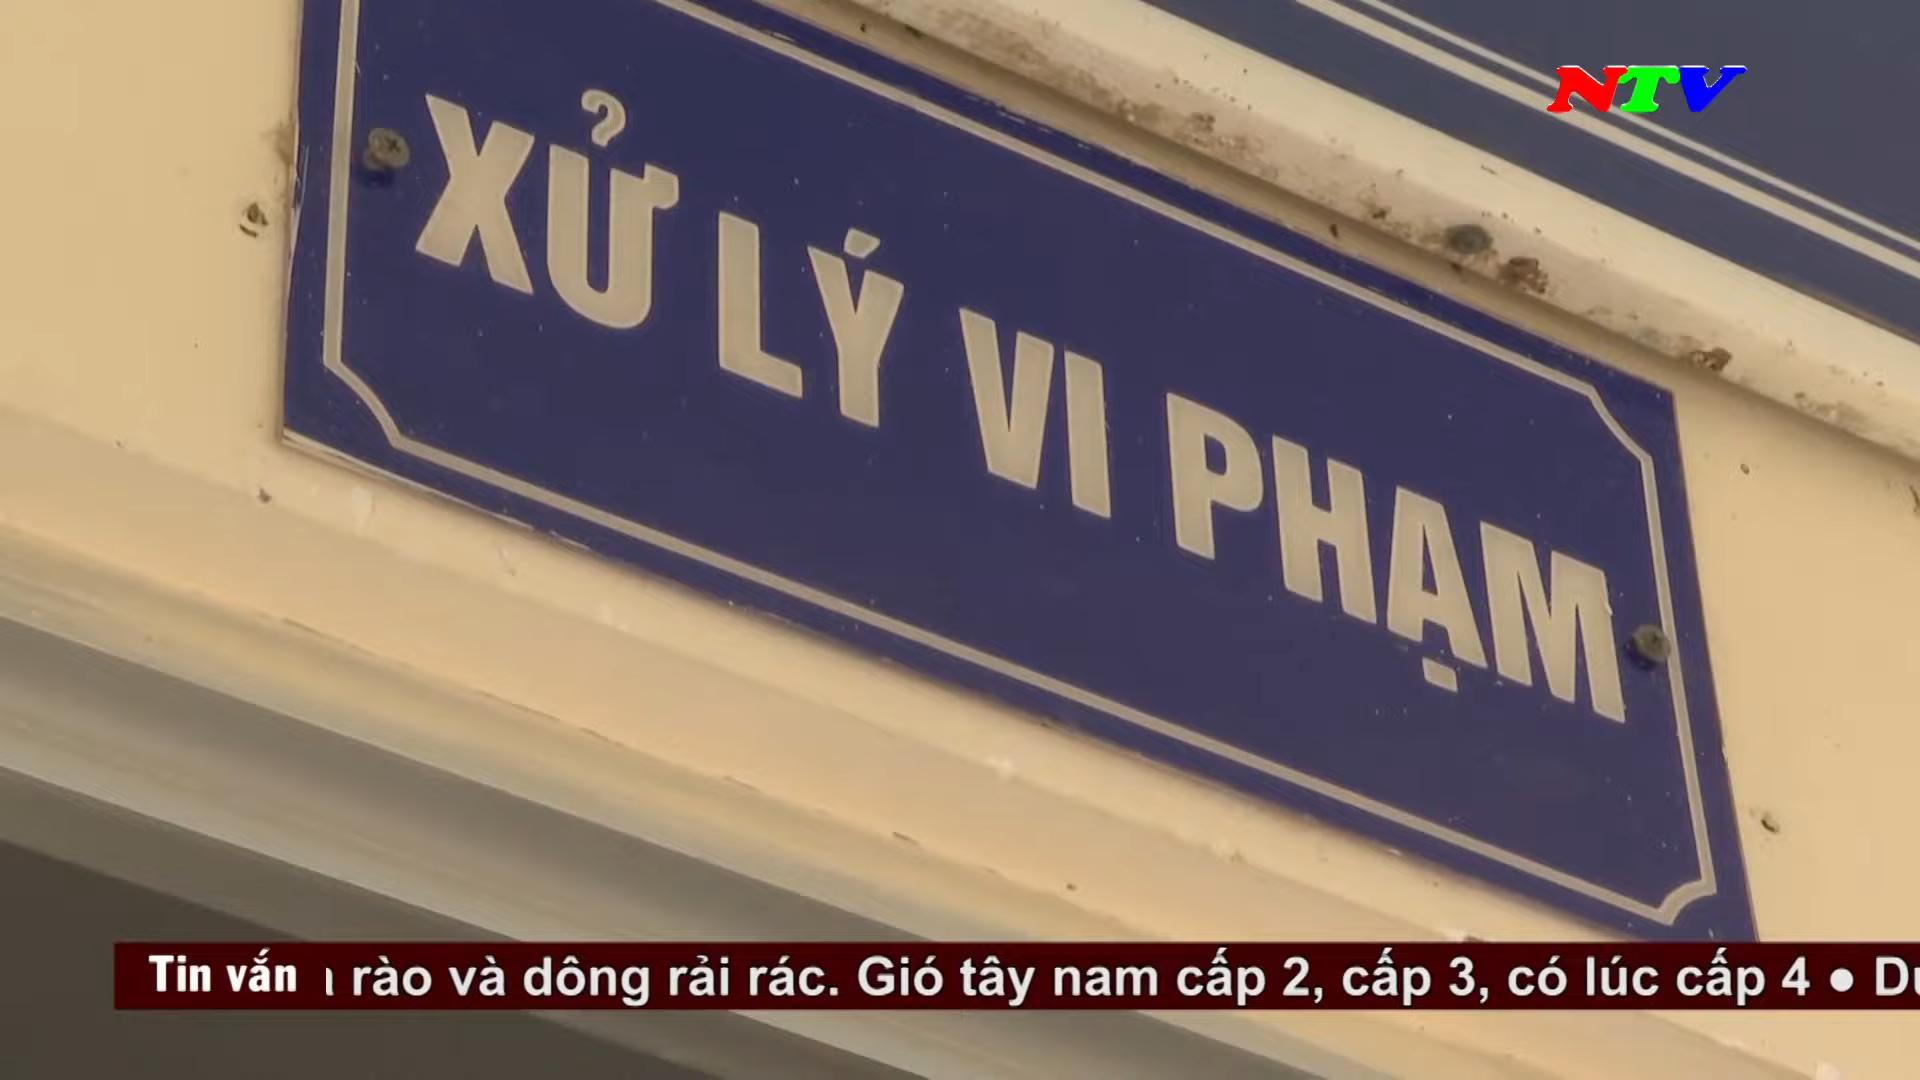 NTV
XỬ LÝ VI PHẠM
Tin vắn rào và dông rải rác. Gió tây nam cấp 2, cấp 3, có lúc cấp 4 ●